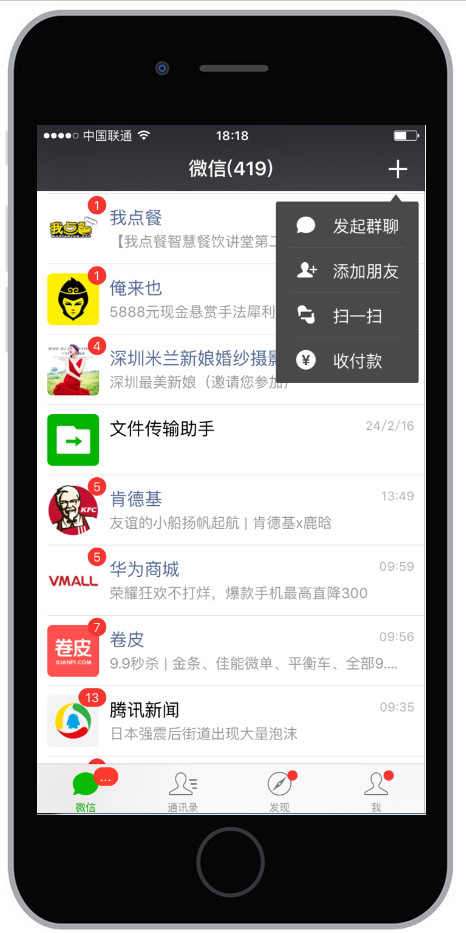 中国联通
18:18
微信(419)
发起群聊
添加朋友
扫一扫
收付款
1
我点餐
我点餐
【我点餐智慧餐饮讲堂第二
1
俺来也
5888元现金悬赏手法犀利
4
深圳米兰新娘婚纱摄影
深圳最美新娘（邀请您参加）
文件传输助手
24/2/16
5
KFC
肯德基
13:49
友谊的小船扬帆起航 | 肯德基x鹿晗
5
VMALL
华为商城
09:59
荣耀狂欢不打烊，爆款手机最高直降300
7
卷皮
JUANPI.COM
卷皮
09:56
9.9秒杀 | 金条、佳能微单、平衡车、全部9....
13
腾讯新闻
09:35
日本强震后街道出现大量泡沫
...
微信
通讯录
发现
我